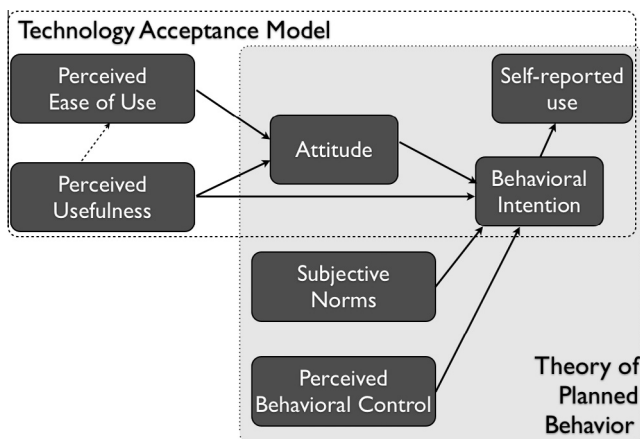 Technology Acceptance Model
Perceived
Ease of Use
Self-reported
use
Attitude
Perceived
Usefulness
Behavioral
Intention
Subjective
Norms
Perceived
Behavioral Control
Theory of
Planned
Behavior